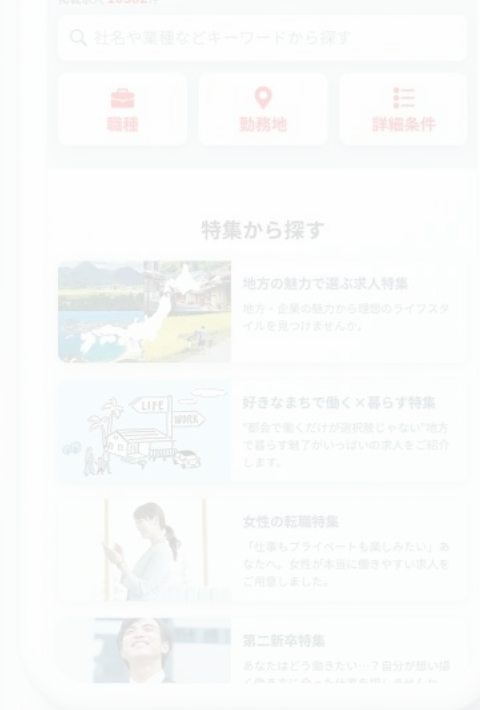 社名や業種などキーワードから探す
職種
勤務地
詳細条件
特集から探す
地方の魅力で選ぶ求人特集
地方・企業の魅力から理想のライフスタ
イルを見つけませんか。
LIFE
WORK
好きなまちで働く×暮らす特集
"都会で働くだけが選択肢じゃない"地方
で暮らす魅了がいっぱいの求人をご紹介
します。
女性の転職特集
「仕事もプライベートも楽しみたい」あ
なたへ。女性が本当に働きやすい求人を
ご用意しました。
第二新卒特集
あなたはどう働きたい…？自分が想い描